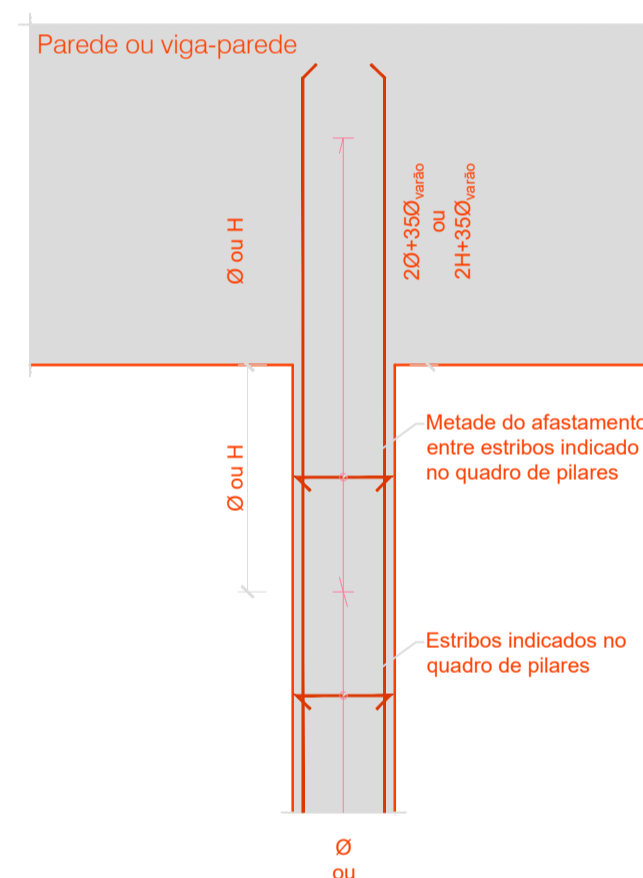 Parede ou viga-parede
Ø ou H
2Ø+35Øvarão
ou
2H+35Øvarão
Metade do afastamento
entre estribos indicado
no quadro de pilares
Ø ou H
Estribos indicados no
quadro de pilares
Ø
ou